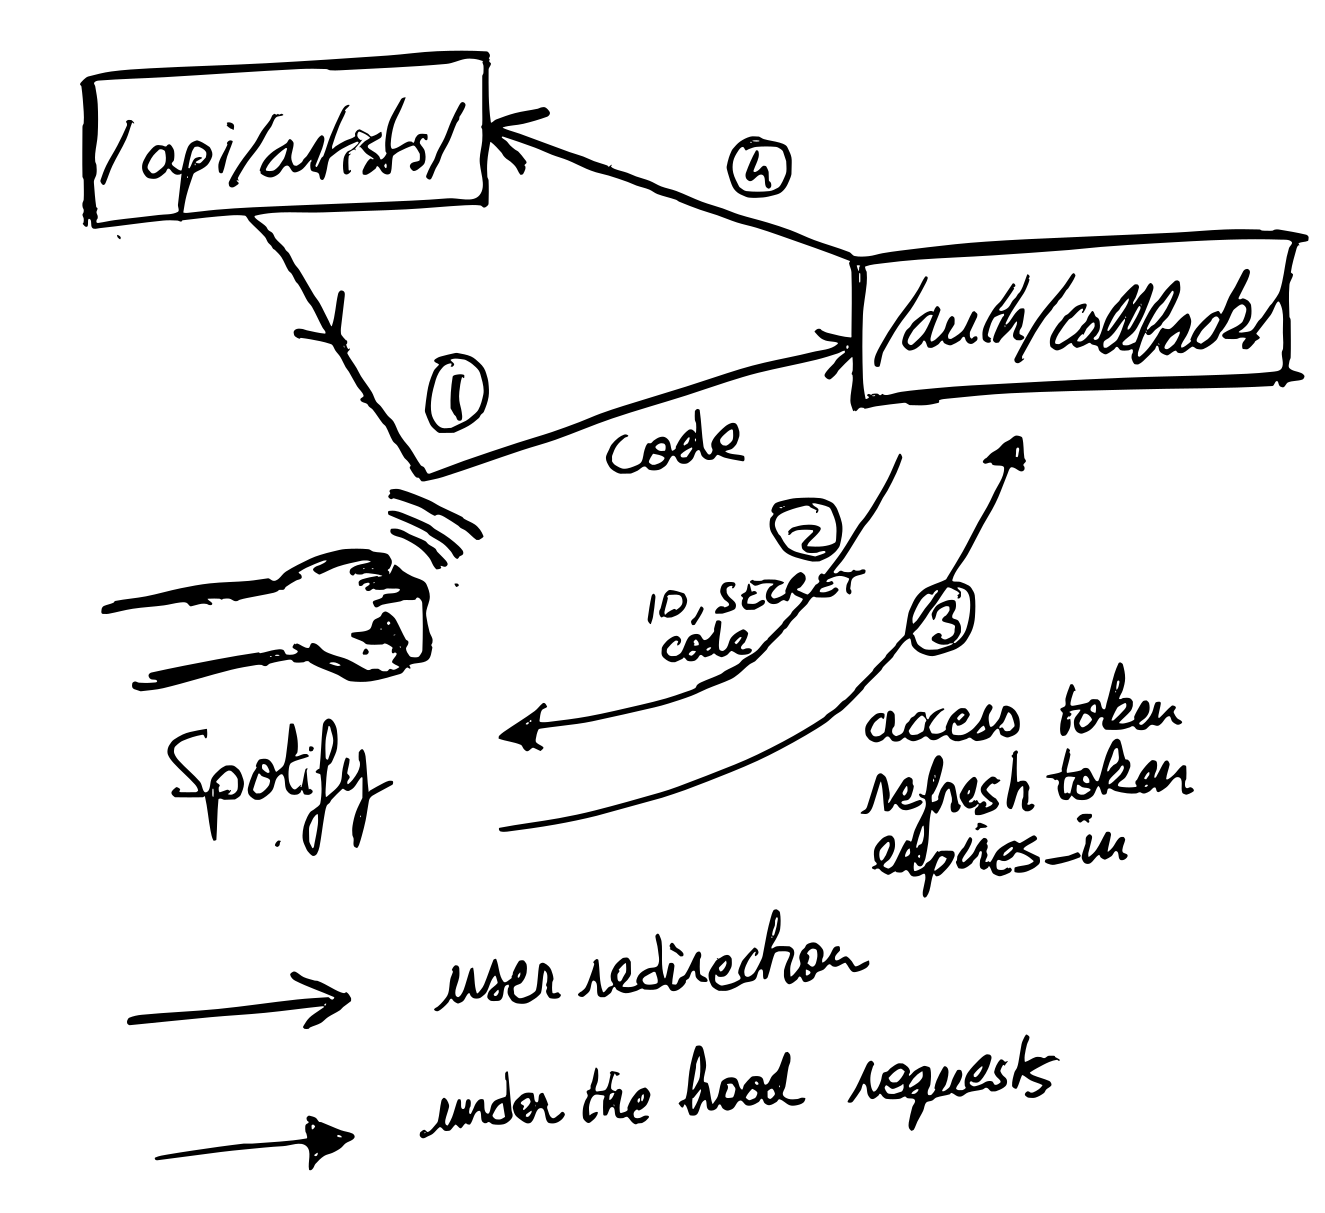 /api/artists/
4
/auth/callback/
1
code
2
ID, SECRET
code
3
access token
refresh token
expires_in
Spotify
user redirection
under the hood requests